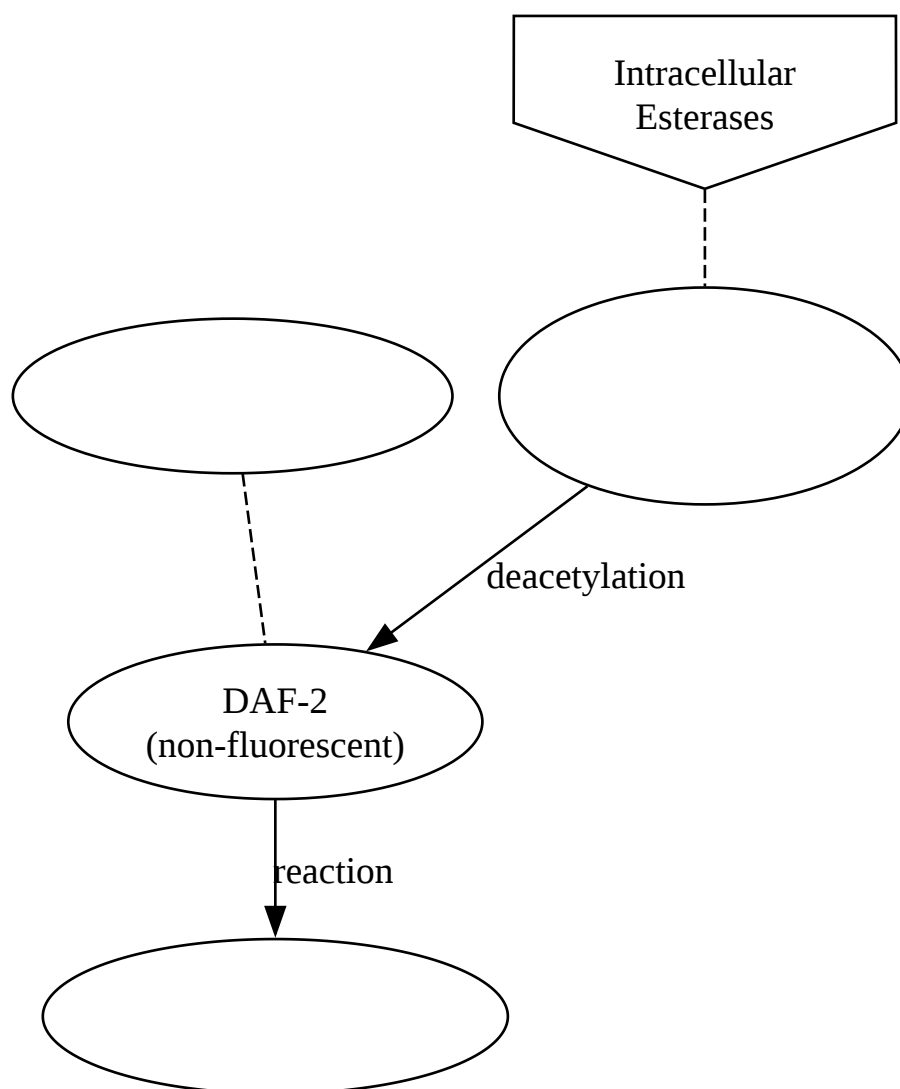 Intracellular
Esterases
deacetylation
DAF-2
(non-fluorescent)
reaction